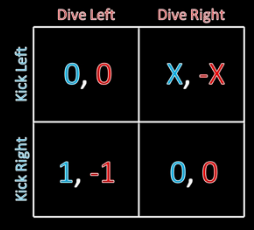 Dive Left Dive Right
Kick Left 0, 0 X, -X
Kick Right 1, -1 0, 0